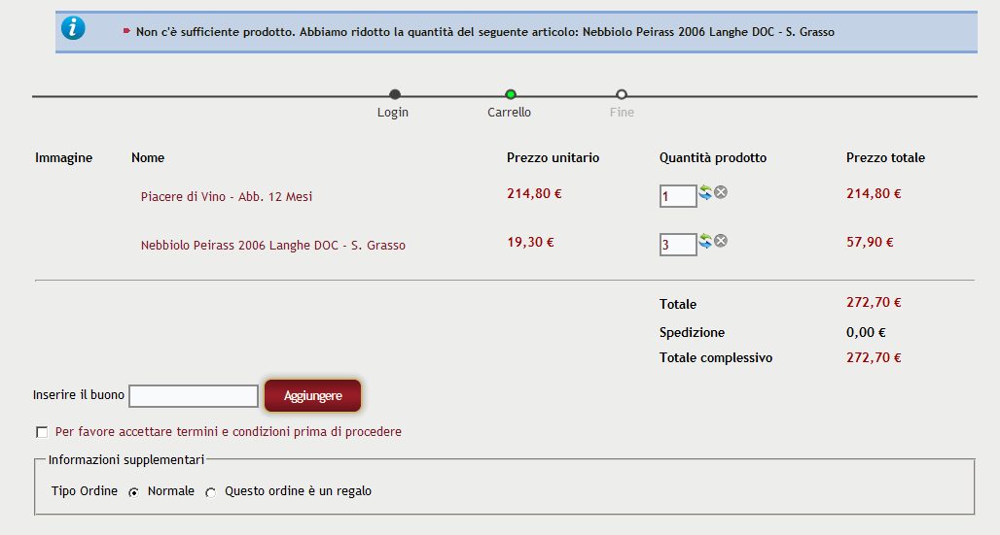 Non c'è sufficiente prodotto. Abbiamo ridotto la quantità del seguente articolo: Nebbiolo Peirass 2006 Langhe DOC - S. Grasso
Login Carrello Fine
Immagine Nome Prezzo unitario Quantità prodotto Prezzo totale
Piacere di Vino - Abb. 12 Mesi 214,80 € 1 214,80 €
Nebbiolo Peirass 2006 Langhe DOC - S. Grasso 19,30 € 3 57,90 €
Totale 272,70 €
Spedizione 0,00 €
Totale complessivo 272,70 €
Inserire il buono Aggiungere
Per favore accettare termini e condizioni prima di procedere
Informazioni supplementari
Tipo Ordine Normale Questo ordine è un regalo